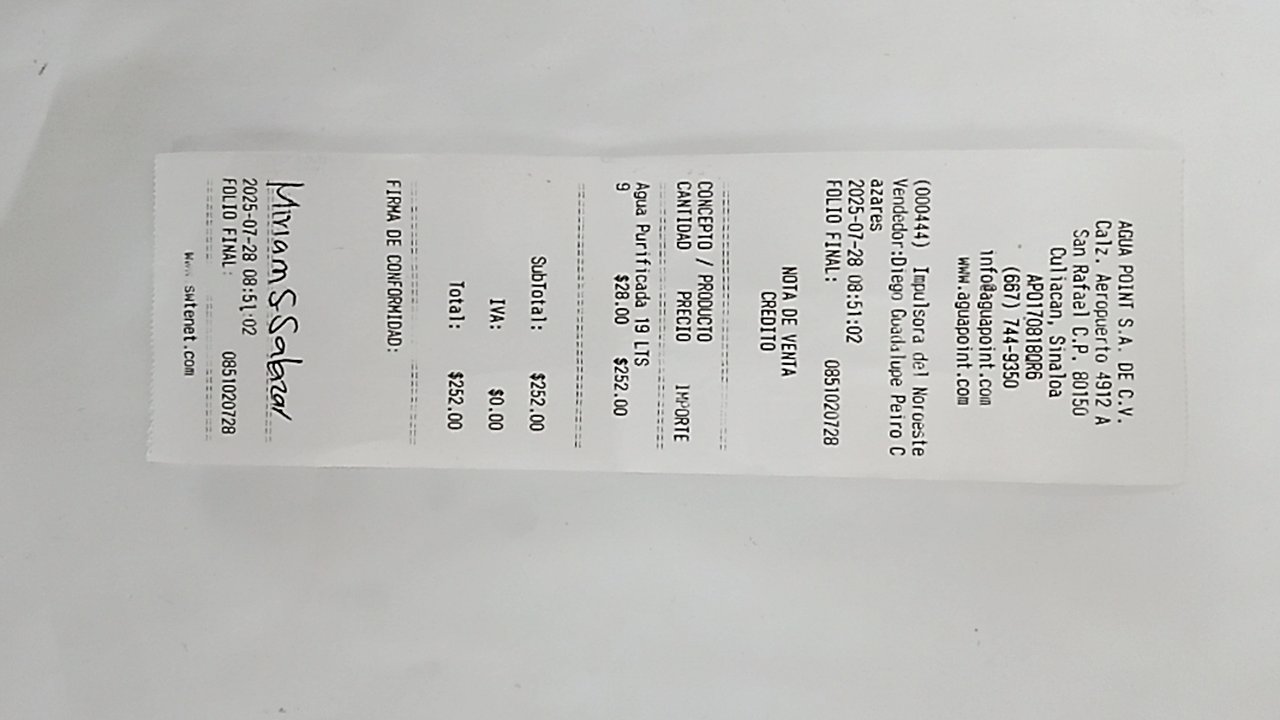 AGUA POINT S.A. DE C.V.
Calz. Aeropuerto 4912 A
San Rafael C.P. 80150
Culiacan, Sinaloa
APO170818QR6
(667) 744-9350
info@aguapoint.com
www.aguapoint.com
(000444) Impulsora del Noroeste
Vendedor:Diego Guadalupe Peiro C
azares
2025-07-28 08:51:02
FOLIO FINAL: 0851020728
NOTA DE VENTA
CREDITO
CONCEPTO / PRODUCTO
CANTIDAD PRECIO IMPORTE
Agua Purificada 19 LTS
9 $28.00 $252.00
SubTotal: $252.00
IVA: $0.00
Total: $252.00
FIRMA DE CONFORMIDAD:
Miriam S. Salazar
2025-07-28 08:51:02
FOLIO FINAL: 0851020728
swfenet.com